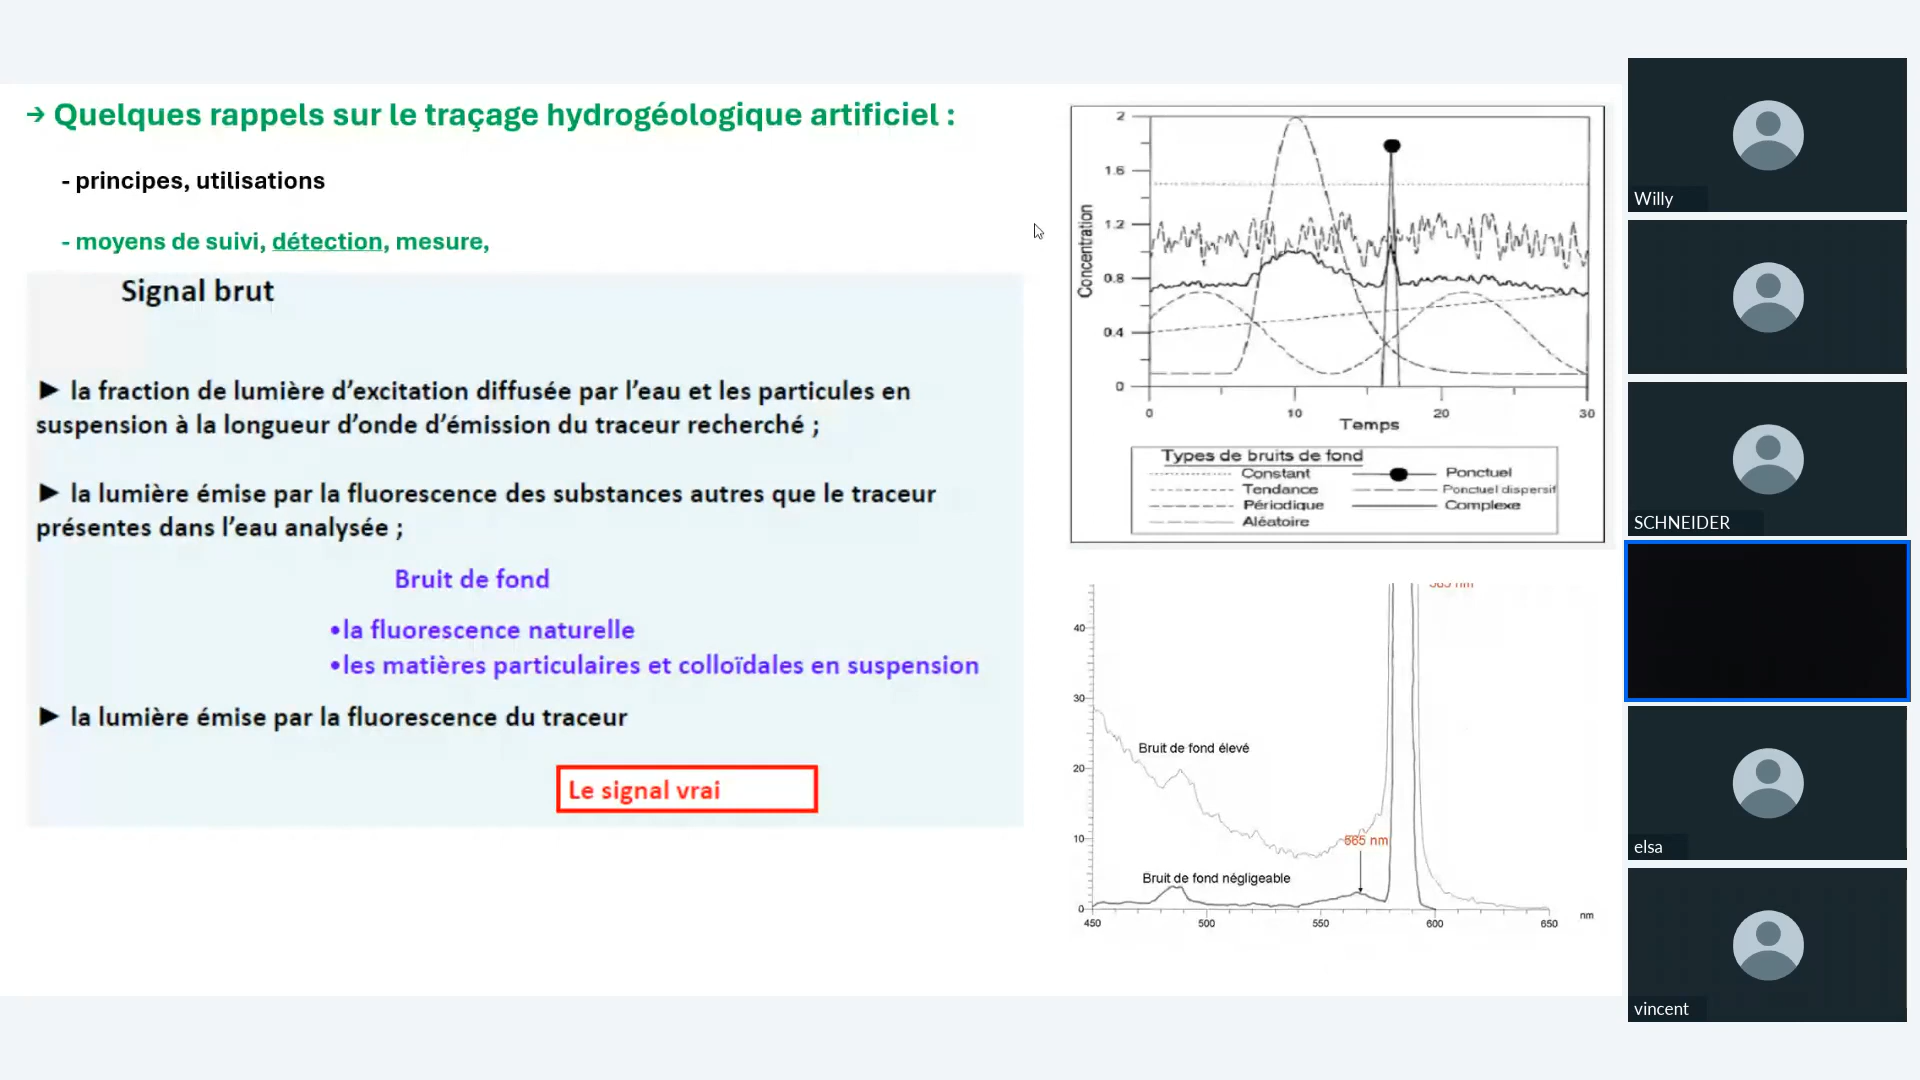 → Quelques rappels sur le traçage hydrogéologique artificiel :
- principes, utilisations
- moyens de suivi, détection, mesure,
Signal brut
► la fraction de lumière d’excitation diffusée par l’eau et les particules en
suspension à la longueur d’onde d’émission du traceur recherché ;
► la lumière émise par la fluorescence des substances autres que le traceur
présentes dans l’eau analysée ;
Bruit de fond
•la fluorescence naturelle
•les matières particulaires et colloïdales en suspension
► la lumière émise par la fluorescence du traceur
Le signal vrai
Concentration
2
1.6
1.2
0.8
0.4
0
0 10 20 30
Temps
Types de bruits de fond
Constant
Tendance
Périodique
Aléatoire
Ponctuel
Ponctuel dispersif
Complexe
40
30
20
10
0
Bruit de fond élevé
565 nm
Bruit de fond négligeable
450 500 550 600 650
nm
Willy
SCHNEIDER
elsa
vincent